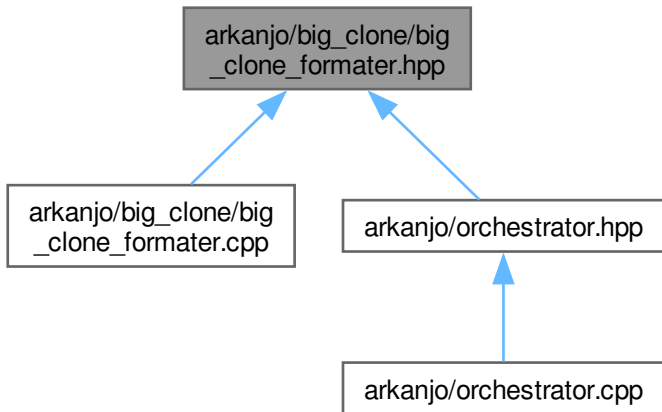 arkanjo/big_clone/big
_clone_formater.hpp
arkanjo/big_clone/big
_clone_formater.cpp
arkanjo/orchestrator.hpp
arkanjo/orchestrator.cpp